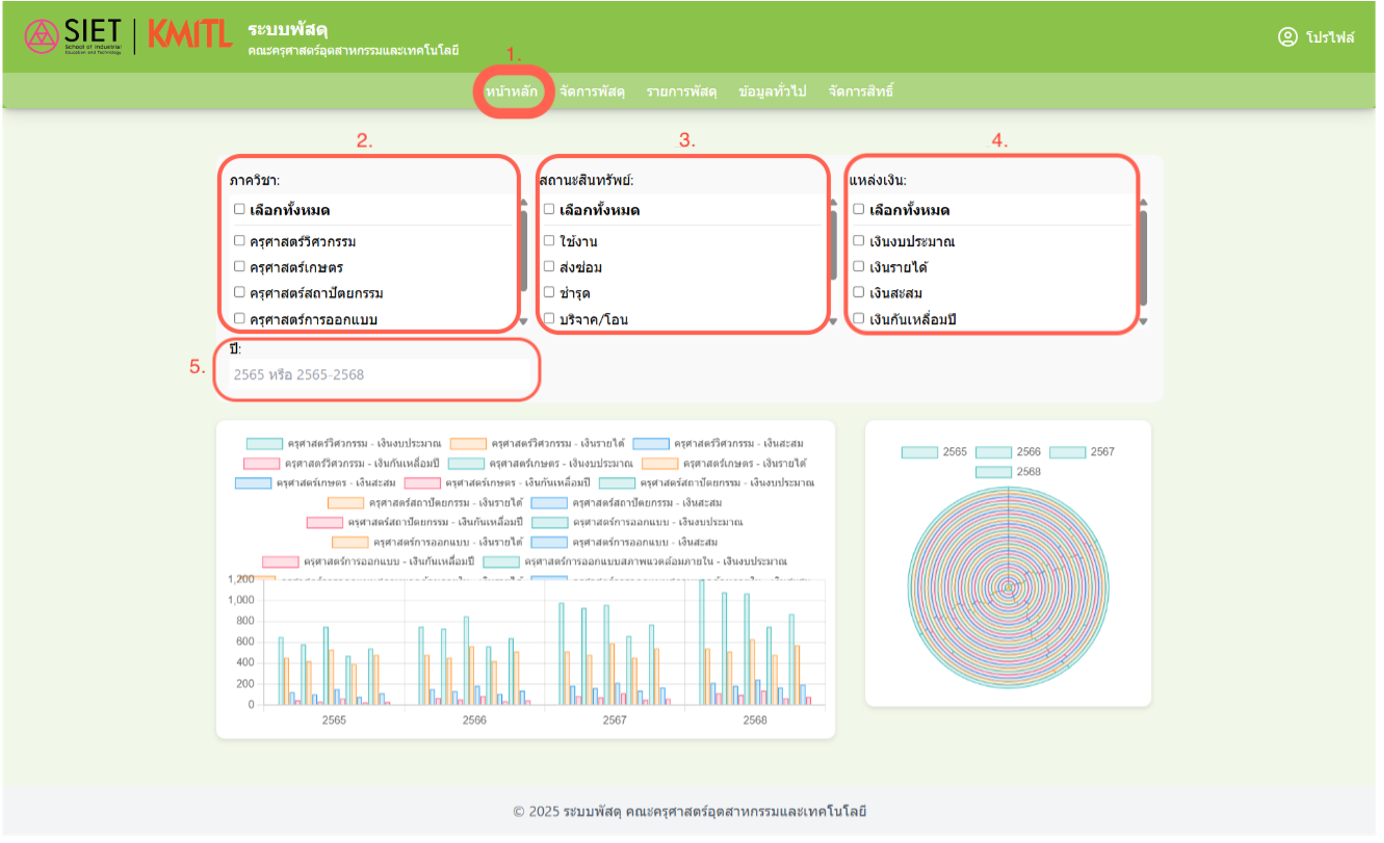 SIET
School of Industrial
Education and Technology
KMITL
ระบบพัสดุ
คณะครุศาสตร์อุตสาหกรรมและเทคโนโลยี
โปรไฟล์
1.
หน้าหลัก จัดการพัสดุ รายการพัสดุ ข้อมูลทั่วไป จัดการสิทธิ์
2. 3. 4.
ภาควิชา: สถานะสินทรัพย์: แหล่งเงิน:
เลือกทั้งหมด เลือกทั้งหมด เลือกทั้งหมด
ครุศาสตร์วิศวกรรม ใช้งาน เงินงบประมาณ
ครุศาสตร์เกษตร ส่งซ่อม เงินรายได้
ครุศาสตร์สถาปัตยกรรม ชำรุด เงินสะสม
ครุศาสตร์การออกแบบ บริจาค/โอน เงินกันเหลื่อมปี
ปี:
5. 2565 หรือ 2565-2568
ครุศาสตร์วิศวกรรม - เงินงบประมาณ ครุศาสตร์วิศวกรรม - เงินรายได้ ครุศาสตร์วิศวกรรม - เงินสะสม
ครุศาสตร์วิศวกรรม - เงินกันเหลื่อมปี ครุศาสตร์เกษตร - เงินงบประมาณ ครุศาสตร์เกษตร - เงินรายได้
ครุศาสตร์เกษตร - เงินสะสม ครุศาสตร์เกษตร - เงินกันเหลื่อมปี ครุศาสตร์สถาปัตยกรรม - เงินงบประมาณ
ครุศาสตร์สถาปัตยกรรม - เงินรายได้ ครุศาสตร์สถาปัตยกรรม - เงินสะสม
ครุศาสตร์สถาปัตยกรรม - เงินกันเหลื่อมปี ครุศาสตร์การออกแบบ - เงินงบประมาณ
ครุศาสตร์การออกแบบ - เงินรายได้ ครุศาสตร์การออกแบบ - เงินสะสม
ครุศาสตร์การออกแบบ - เงินกันเหลื่อมปี ครุศาสตร์การออกแบบสภาพแวดล้อมภายใน - เงินงบประมาณ
1,200
1,000
800
600
400
200
0
2565 2566 2567 2568
2565 2566 2567
2568
© 2025 ระบบพัสดุ คณะครุศาสตร์อุตสาหกรรมและเทคโนโลยี